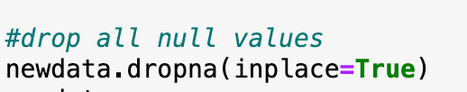 #drop all null values
newdata.dropna(inplace=True)